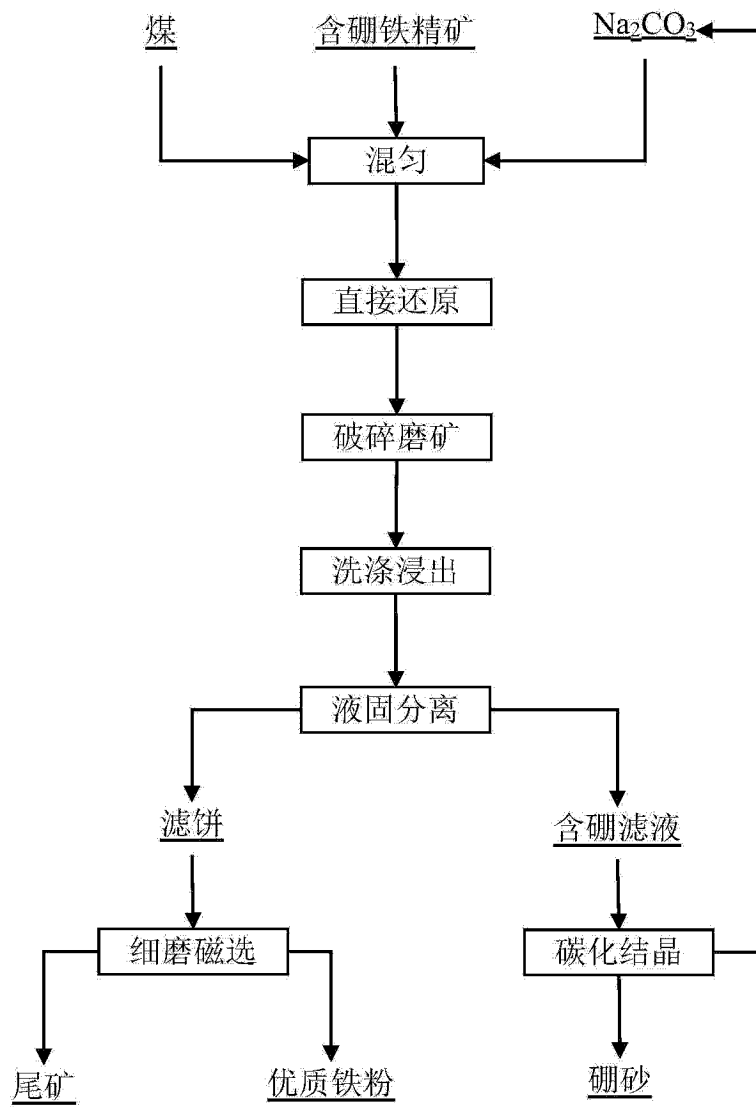 煤
含硼铁精矿
Na₂CO₃
混匀
直接还原
破碎磨矿
洗涤浸出
液固分离
滤饼
含硼滤液
细磨磁选
碳化结晶
尾矿
优质铁粉
硼砂